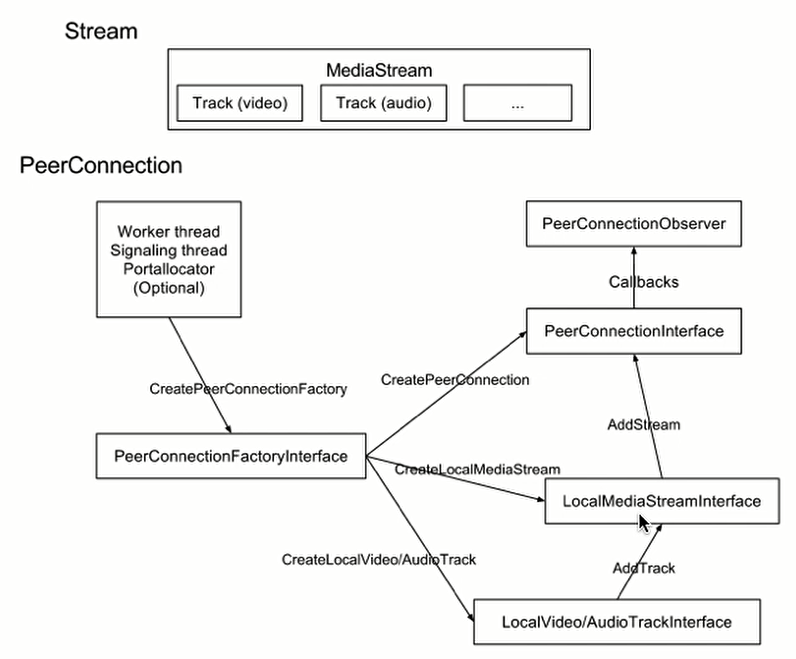 Stream
MediaStream
Track (video)
Track (audio)
...
PeerConnection
Worker thread
Signaling thread
Portallocator
(Optional)
PeerConnectionObserver
Callbacks
PeerConnectionInterface
CreatePeerConnectionFactory
CreatePeerConnection
AddStream
PeerConnectionFactoryInterface
CreateLocalMediaStream
LocalMediaStreamInterface
CreateLocalVideo/AudioTrack
AddTrack
LocalVideo/AudioTrackInterface